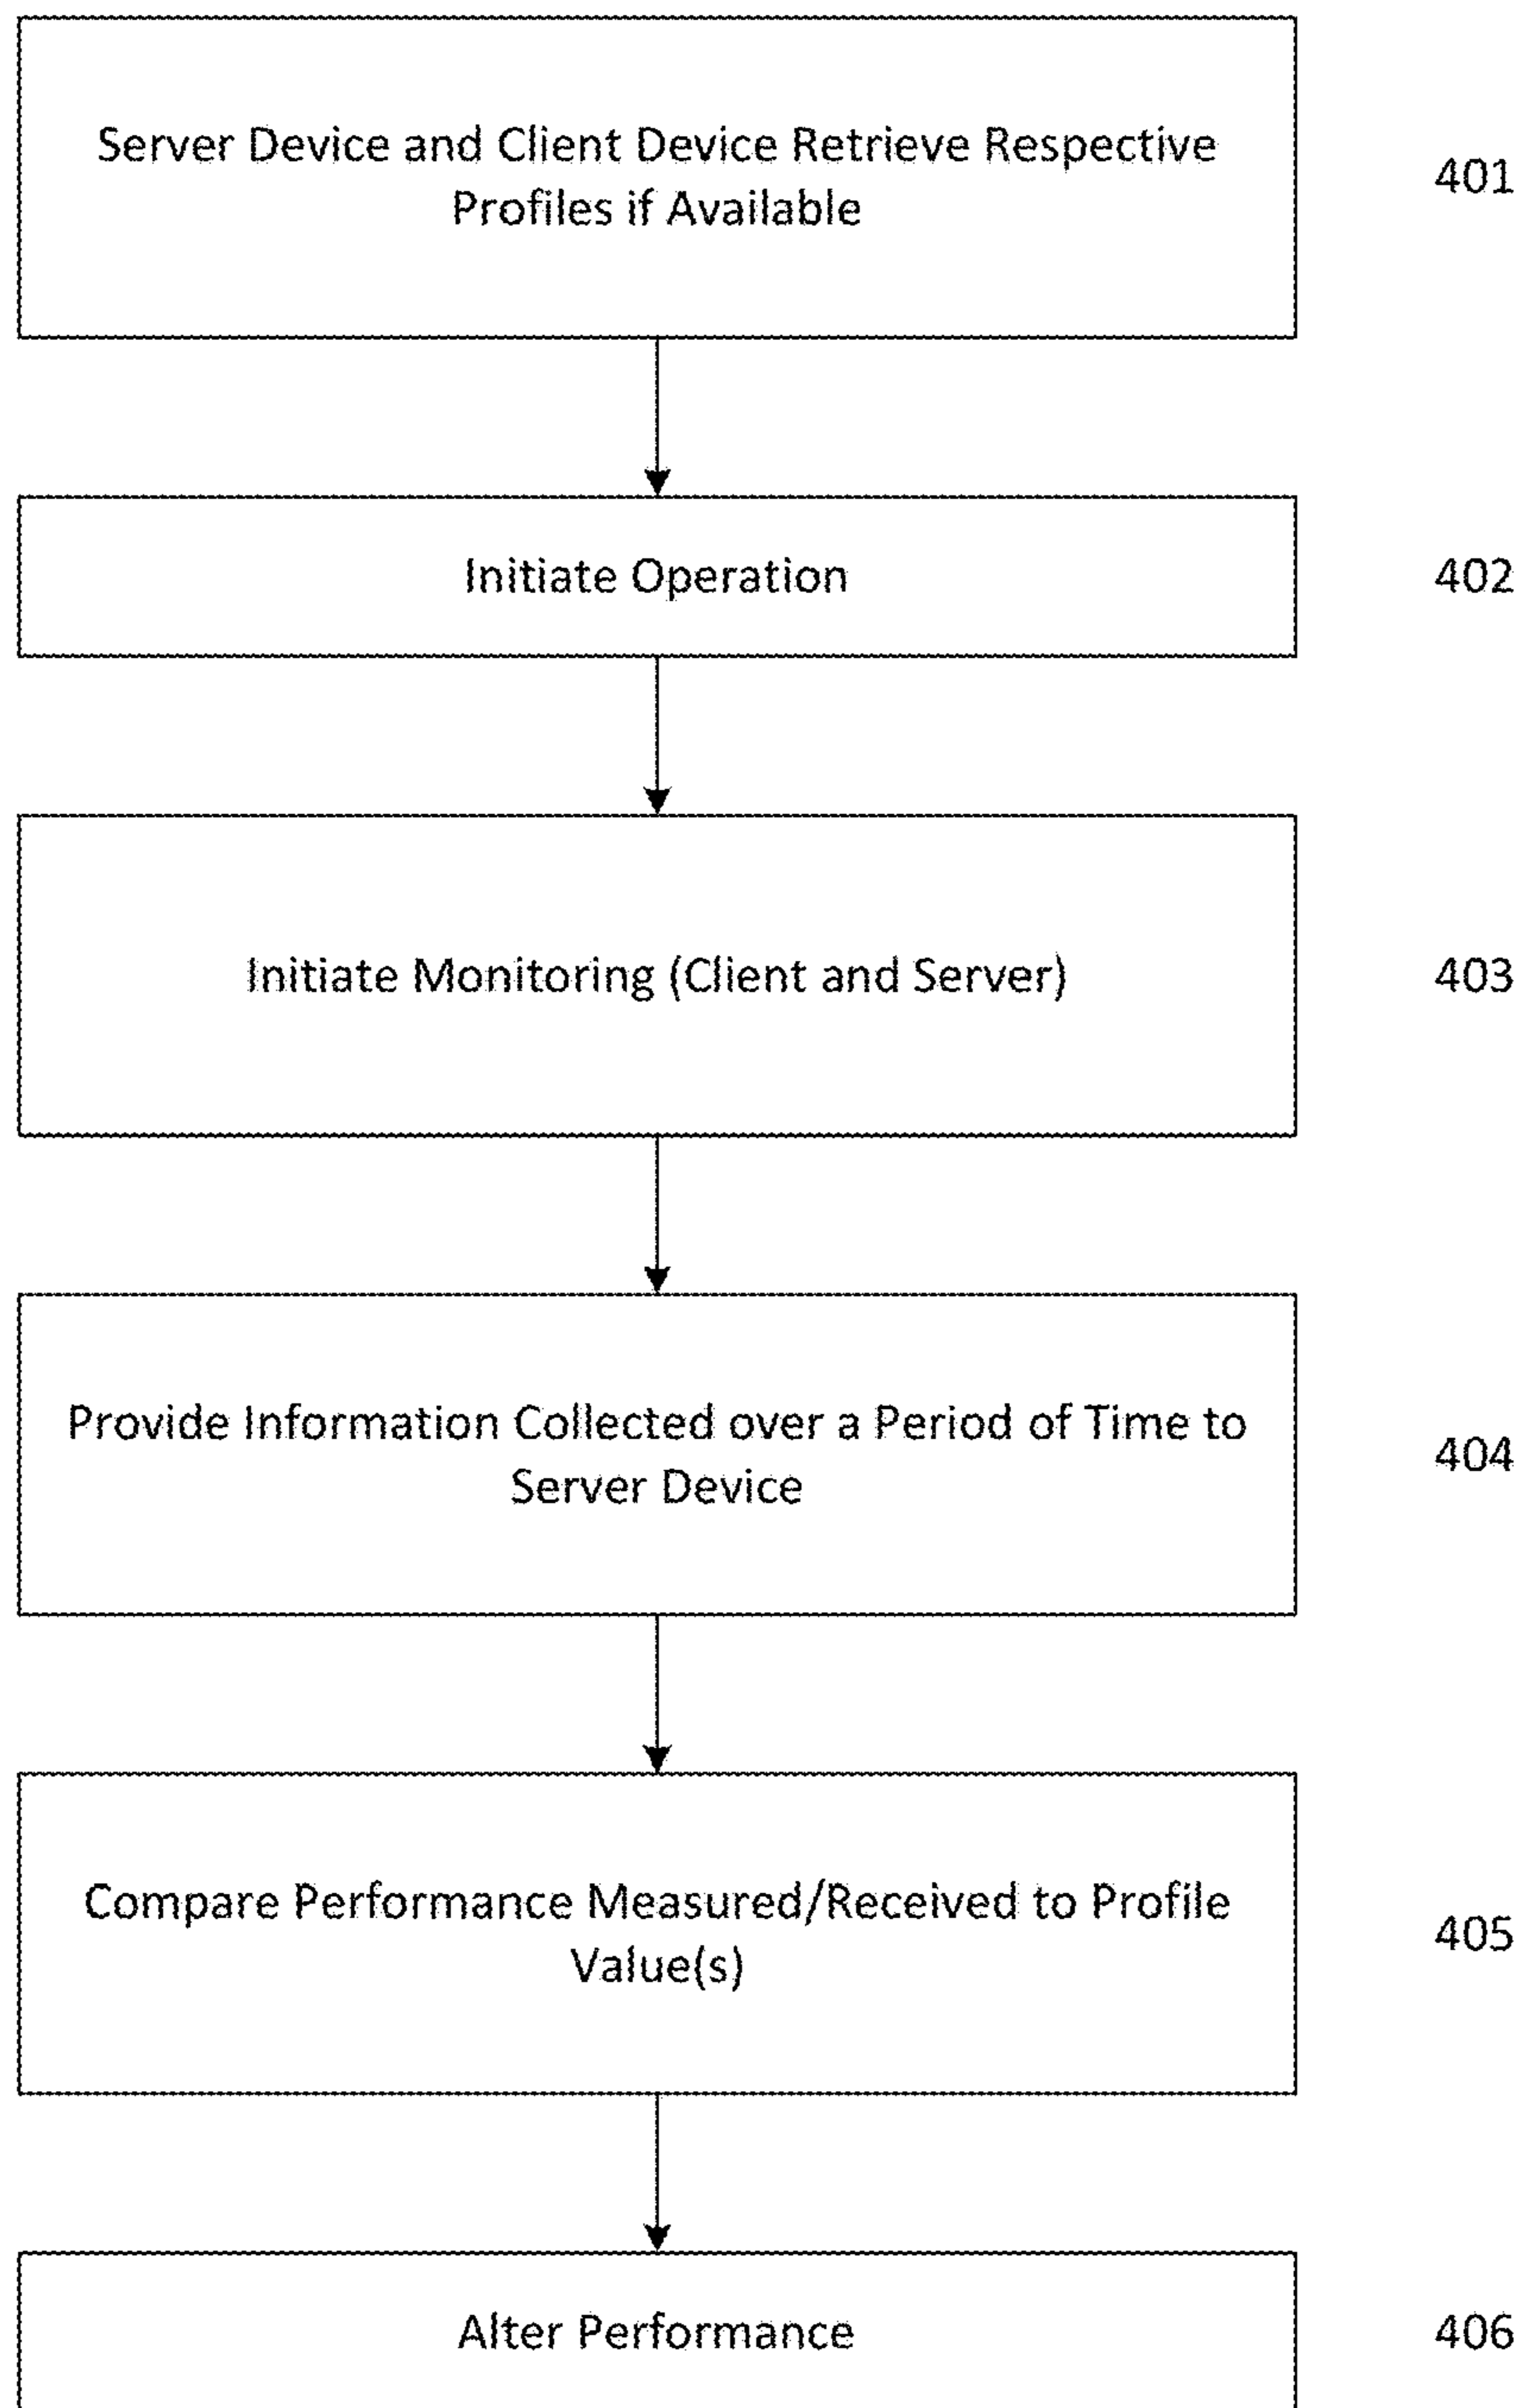 Server Device and Client Device Retrieve Respective
Profiles if Available
401
Initiate Operation
402
Initiate Monitoring (Client and Server)
403
Provide Information Collected over a Period of Time to
Server Device
404
Compare Performance Measured/Received to Profile
Value(s)
405
Alter Performance
406